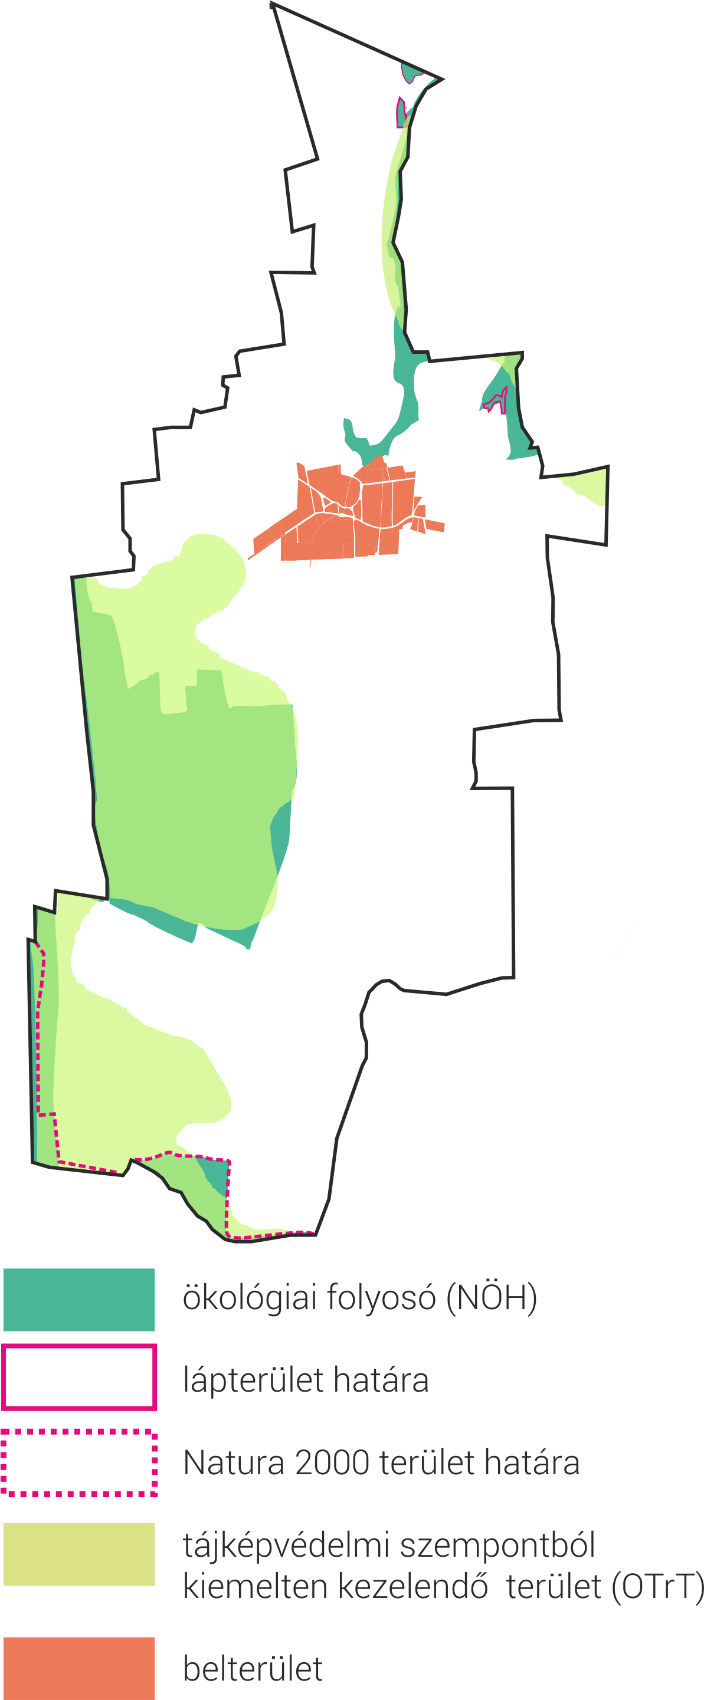 ökológiai folyosó (NÖH)
lápterület határa
Natura 2000 terület határa
tájképvédelmi szempontból
kiemelten kezelendő terület (OTrT)
belterület